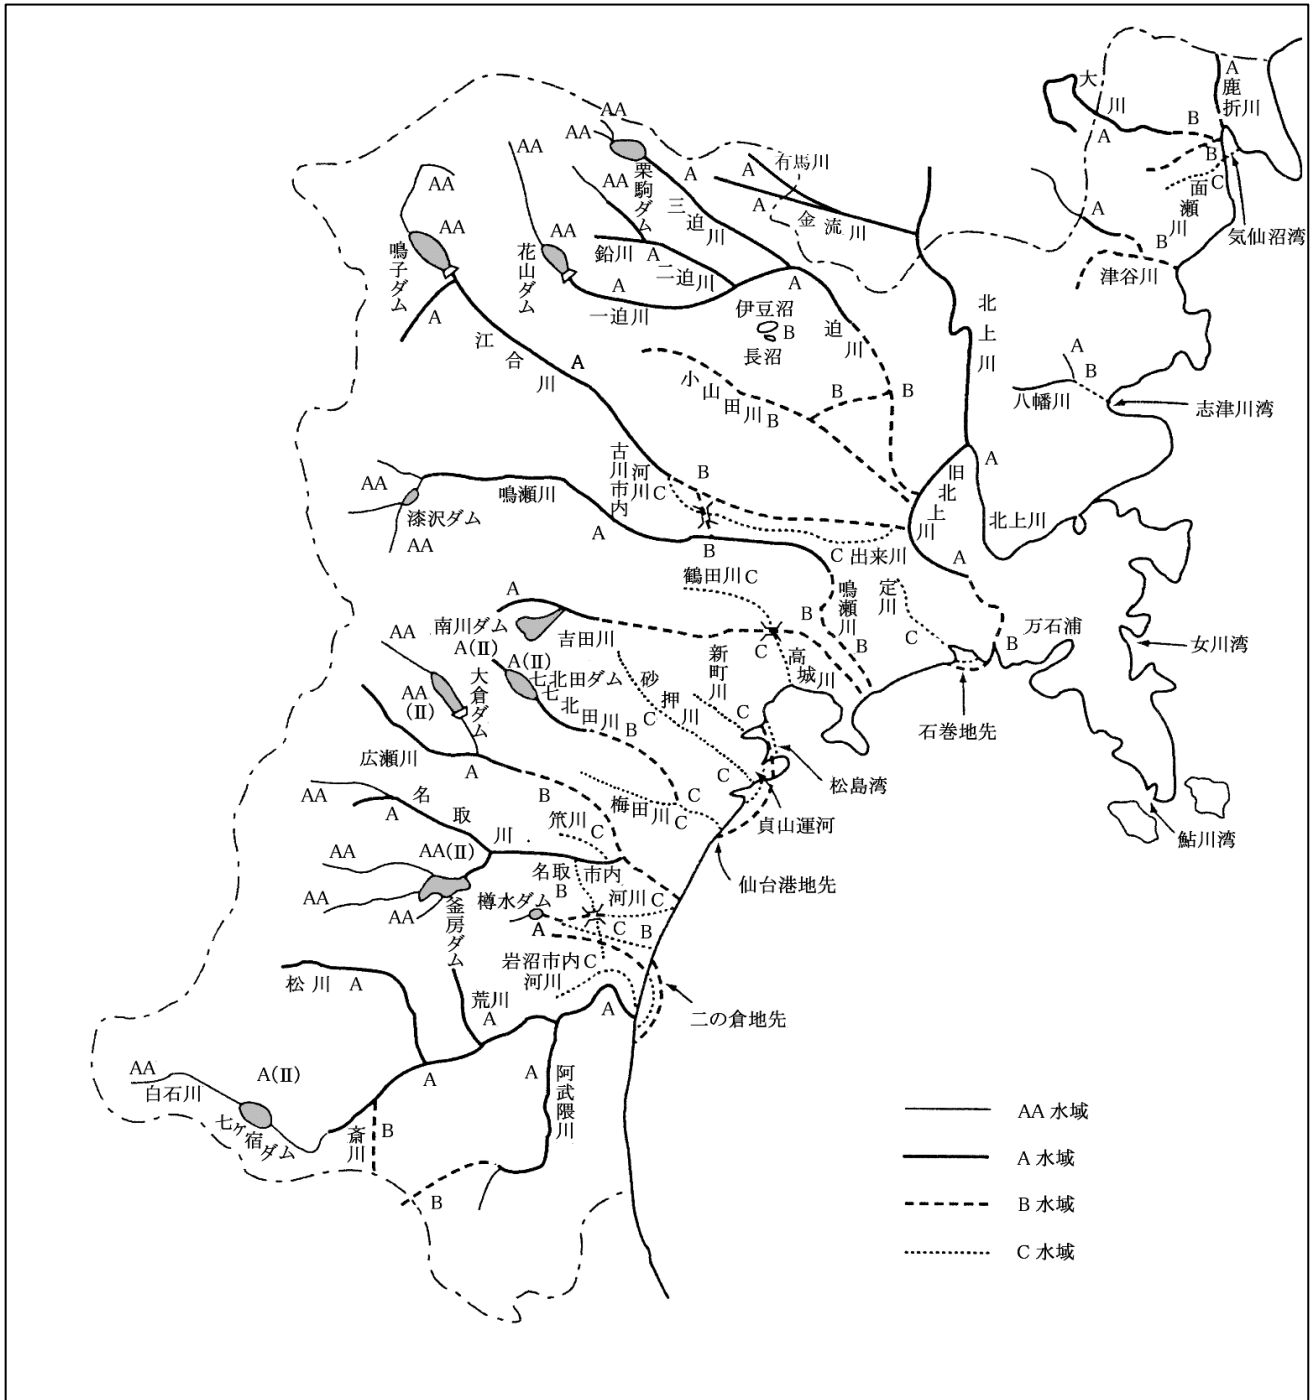 AA
AA
栗駒ダム
AA
AA
A
三迫川
A
有馬川
A
金流川
大川
A
B
A
鹿折川
B
C
面瀬川
気仙沼湾
A
B
津谷川
AA
AA
鳴子ダム
A
江合川
A
AA
花山ダム
鉛川
A
二迫川
A
一迫川
A
伊豆沼
B
長沼
迫川
B
B
小山田川
B
北上川
A
B
八幡川
志津川湾
AA
漆沢ダム
AA
鳴瀬川
A
古川市内
河川
C
B
B
C
出来川
旧北上川
A
北上川
A
鶴田川
C
A
南川ダム
A(Ⅱ)
吉田川
B
鳴瀬川
B
定川
C
B
万石浦
女川湾
石巻地先
鮎川湾
AA
AA
(Ⅱ)
大倉ダム
A(Ⅱ)
七北田ダム
七北田川
B
砂押川
C
C
新町川
C
C
高城川
松島湾
貞山運河
仙台港地先
広瀬川
A
B
梅田川
C
C
AA
A
名取川
AA(Ⅱ)
笊川
C
AA
AA
AA
釜房ダム
樽水ダム
A
名取市内
河川
B
C
C
B
岩沼市内
河川
C
二の倉地先
松川
A
荒川
A
A
AA
白石川
A(Ⅱ)
七ヶ宿ダム
A
斎川
B
A
阿武隈川
B
AA 水域
A 水域
B 水域
C 水域